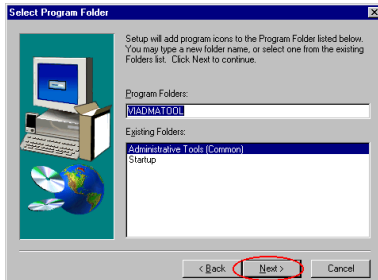 Select Program Folder
Setup will add program icons to the Program Folder listed below.
You may type a new folder name, or select one from the existing
Folders list. Click Next to continue.
Program Folders:
VIADMATOOL
Existing Folders:
Administrative Tools (Common)
Startup
< Back
Next >
Cancel